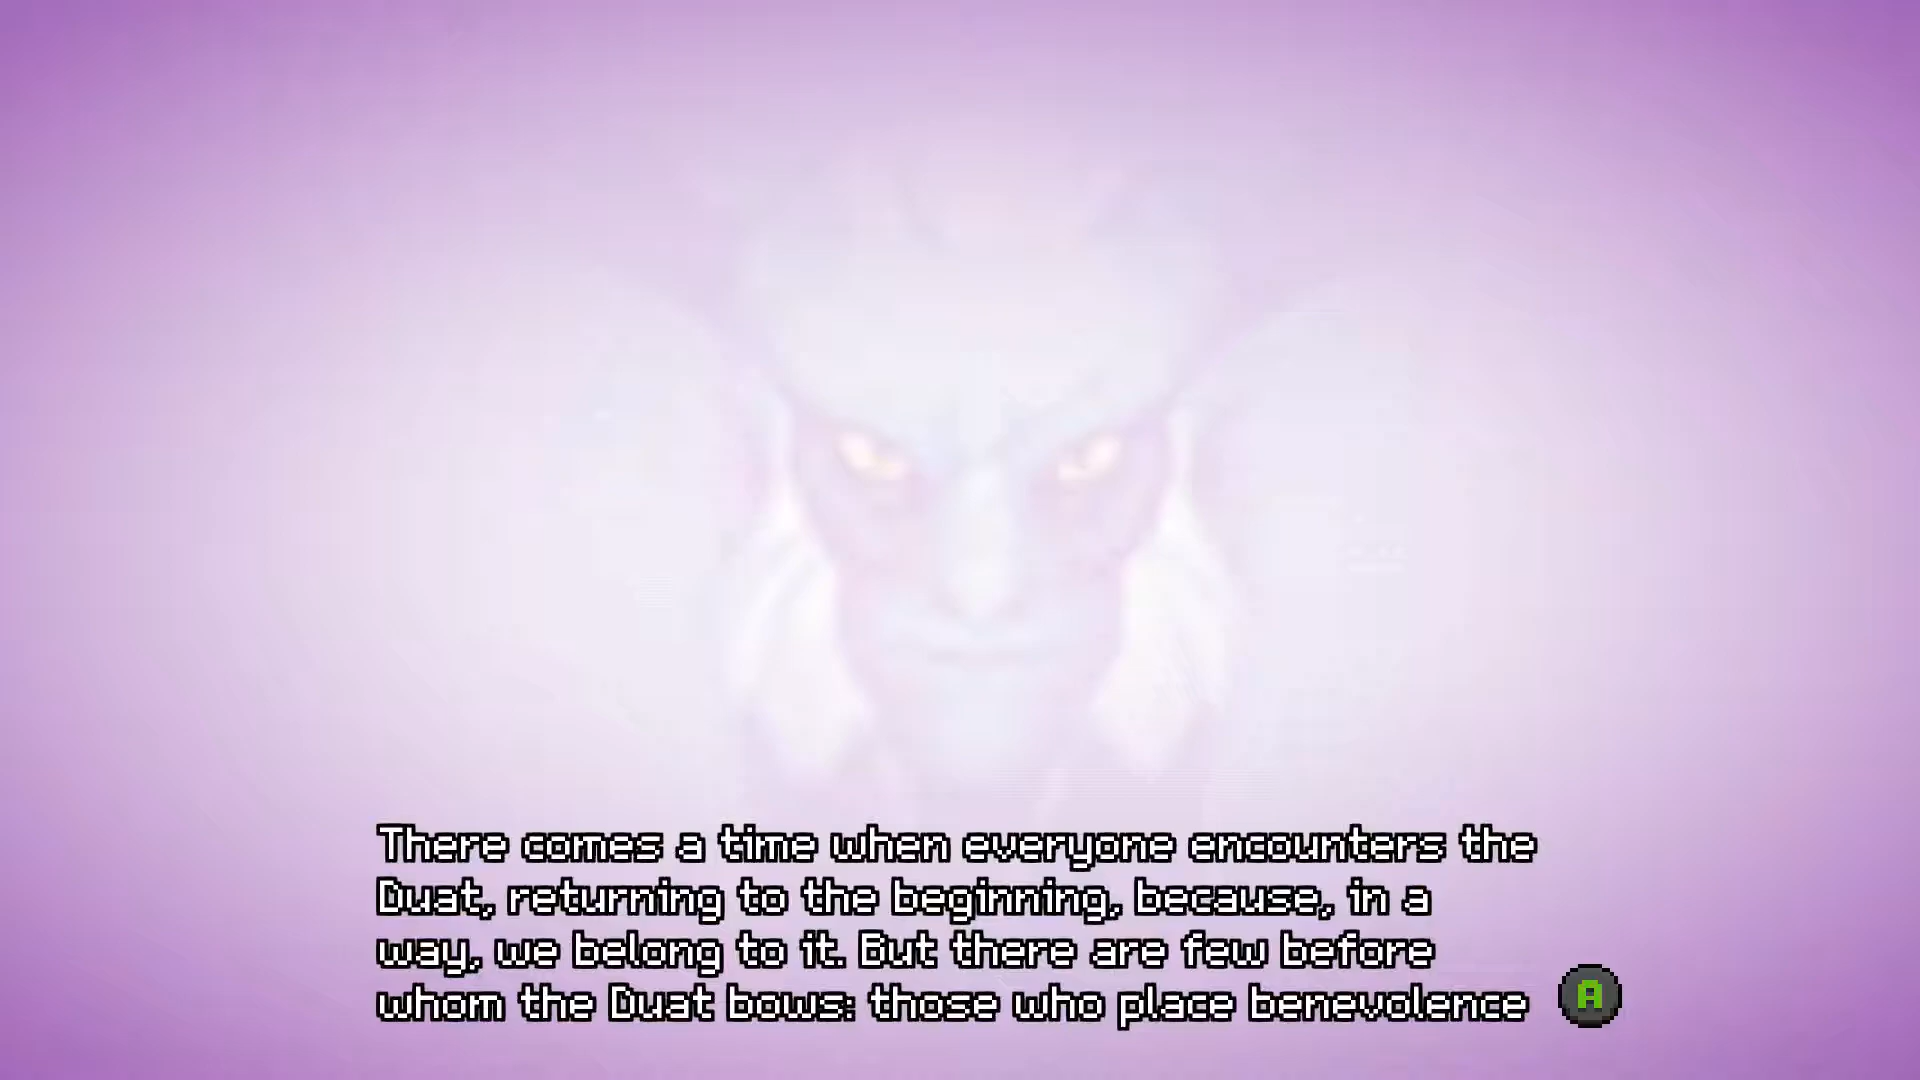 There comes a time when everyone encounters the
Duat, returning to the beginning, because, in a
way, we belong to it. But there are few before
whom the Duat bows: those who place benevolence
A